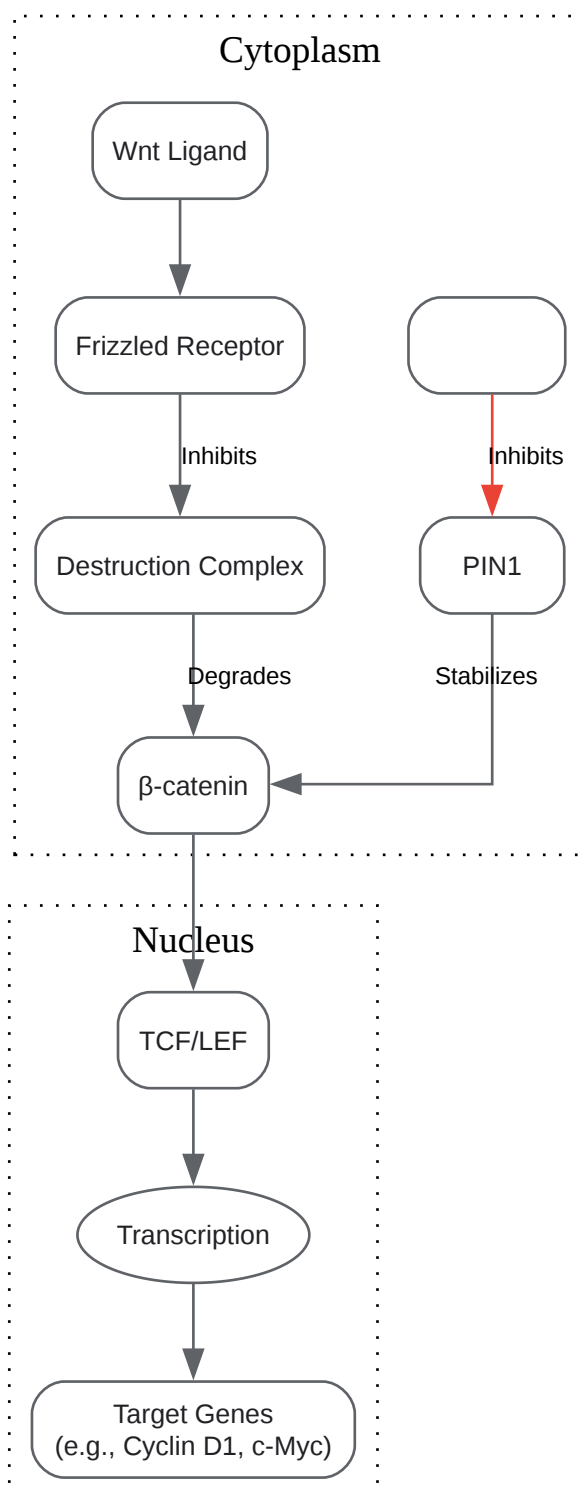 Cytoplasm
Wnt Ligand
Frizzled Receptor
Inhibits
Inhibits
Destruction Complex
PIN1
Degrades
Stabilizes
β-catenin
Nucleus
TCF/LEF
Transcription
Target Genes
(e.g., Cyclin D1, c-Myc)